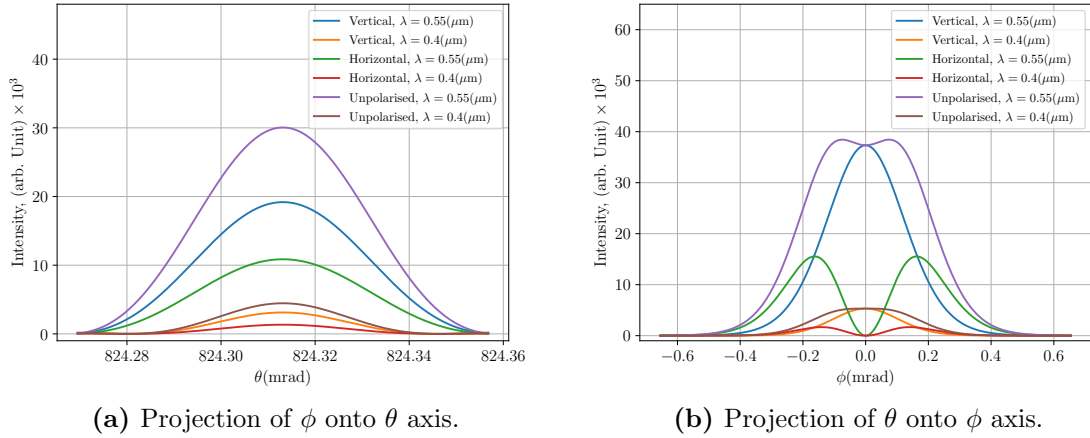 Intensity, (arb. Unit) × 10³
40
30
20
10
0
824.28
824.30
824.32
824.34
824.36
θ(mrad)
Vertical, λ = 0.55(μm)
Vertical, λ = 0.4(μm)
Horizontal, λ = 0.55(μm)
Horizontal, λ = 0.4(μm)
Unpolarised, λ = 0.55(μm)
Unpolarised, λ = 0.4(μm)
(a) Projection of ϕ onto θ axis.
Intensity, (arb. Unit) × 10³
60
50
40
30
20
10
0
−0.6
−0.4
−0.2
0.0
0.2
0.4
0.6
ϕ(mrad)
Vertical, λ = 0.55(μm)
Vertical, λ = 0.4(μm)
Horizontal, λ = 0.55(μm)
Horizontal, λ = 0.4(μm)
Unpolarised, λ = 0.55(μm)
Unpolarised, λ = 0.4(μm)
(b) Projection of θ onto ϕ axis.